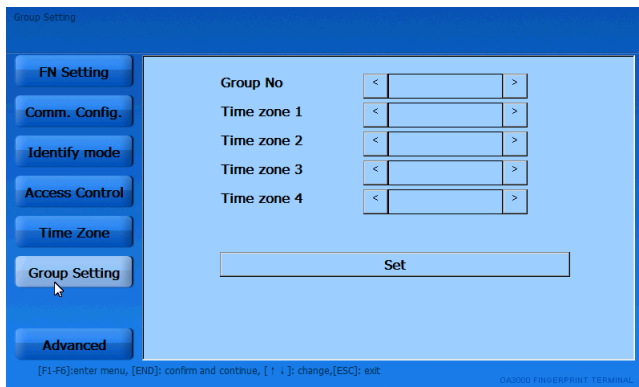 Group Setting
FN Setting
Comm. Config.
Identify mode
Access Control
Time Zone
Group Setting
Advanced
Group No < >
Time zone 1 < >
Time zone 2 < >
Time zone 3 < >
Time zone 4 < >
Set
[F1-F6]:enter menu, [END]: confirm and continue, [ ↑ ↓ ]: change,[ESC]: exit
OA3000 FINGERPRINT TERMINAL